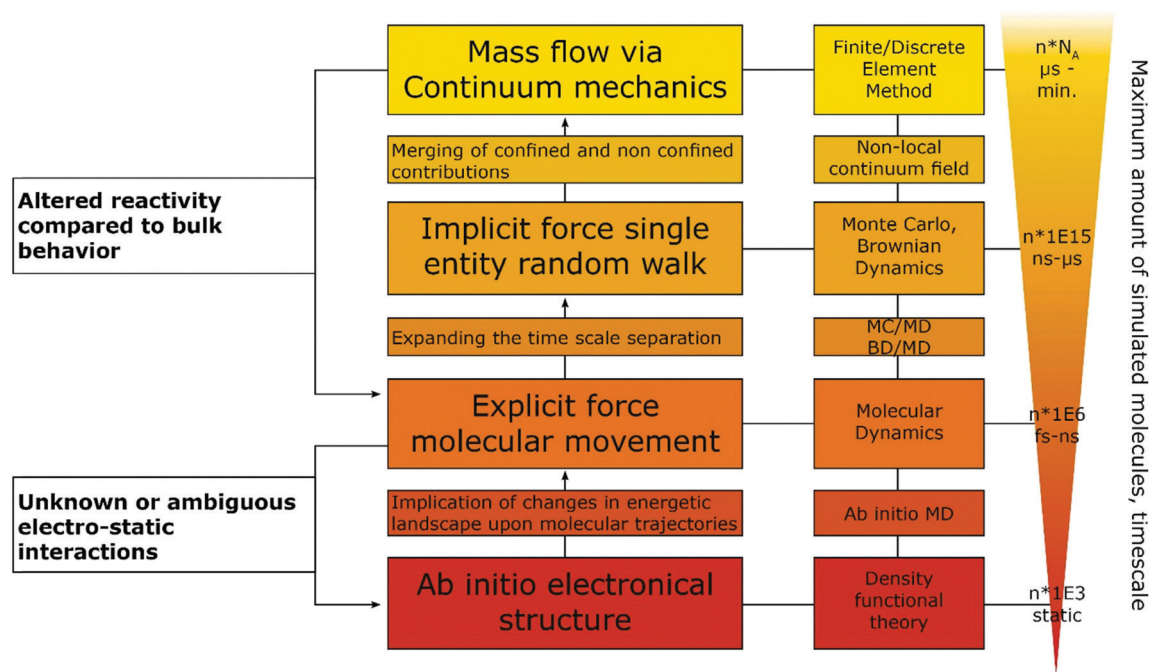 Mass flow via
Continuum mechanics
Finite/Discrete
Element
Method
n*N_A
µs -
min.
Merging of confined and non confined
contributions
Non-local
continuum field
Altered reactivity
compared to bulk
behavior
Implicit force single
entity random walk
Monte Carlo,
Brownian
Dynamics
n*1E15
ns-µs
Expanding the time scale separation
MC/MD
BD/MD
Explicit force
molecular movement
Molecular
Dynamics
n*1E6
fs-ns
Unknown or ambiguous
electro-static
interactions
Implication of changes in energetic
landscape upon molecular trajectories
Ab initio MD
Ab initio electronical
structure
Density
functional
theory
n*1E3
static
Maximum amount of simulated molecules, timescale